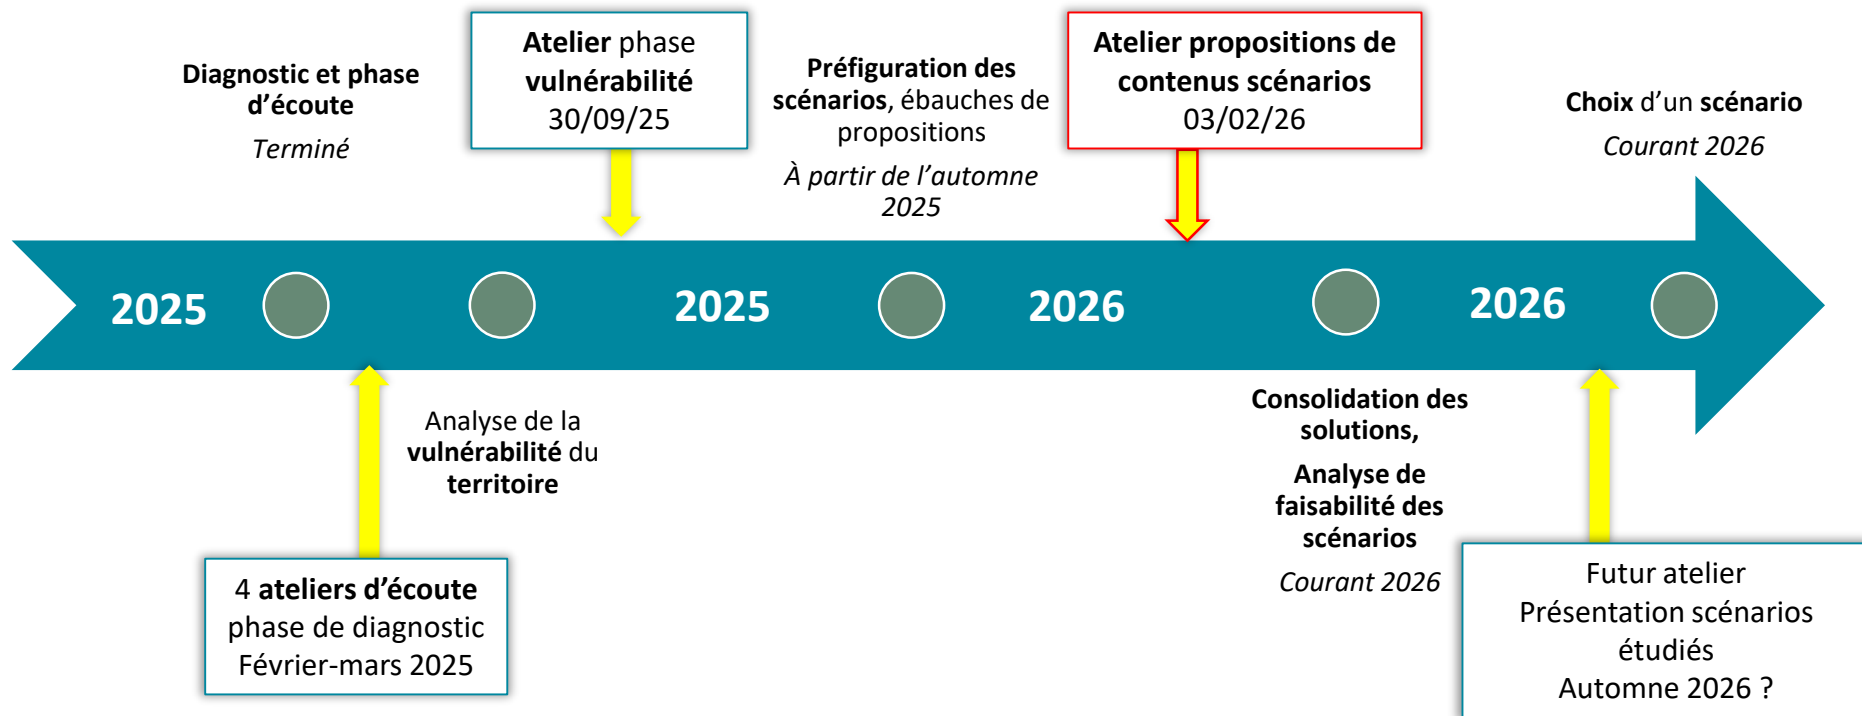 Diagnostic et phase
d’écoute
Terminé
Atelier phase
vulnérabilité
30/09/25
Préfiguration des
scénarios, ébauches de
propositions
À partir de l’automne
2025
Atelier propositions de
contenus scénarios
03/02/26
Choix d’un scénario
Courant 2026
2025
2025
2026
2026
4 ateliers d’écoute
phase de diagnostic
Février-mars 2025
Analyse de la
vulnérabilité du
territoire
Consolidation des
solutions,
Analyse de
faisabilité des
scénarios
Courant 2026
Futur atelier
Présentation scénarios
étudiés
Automne 2026 ?